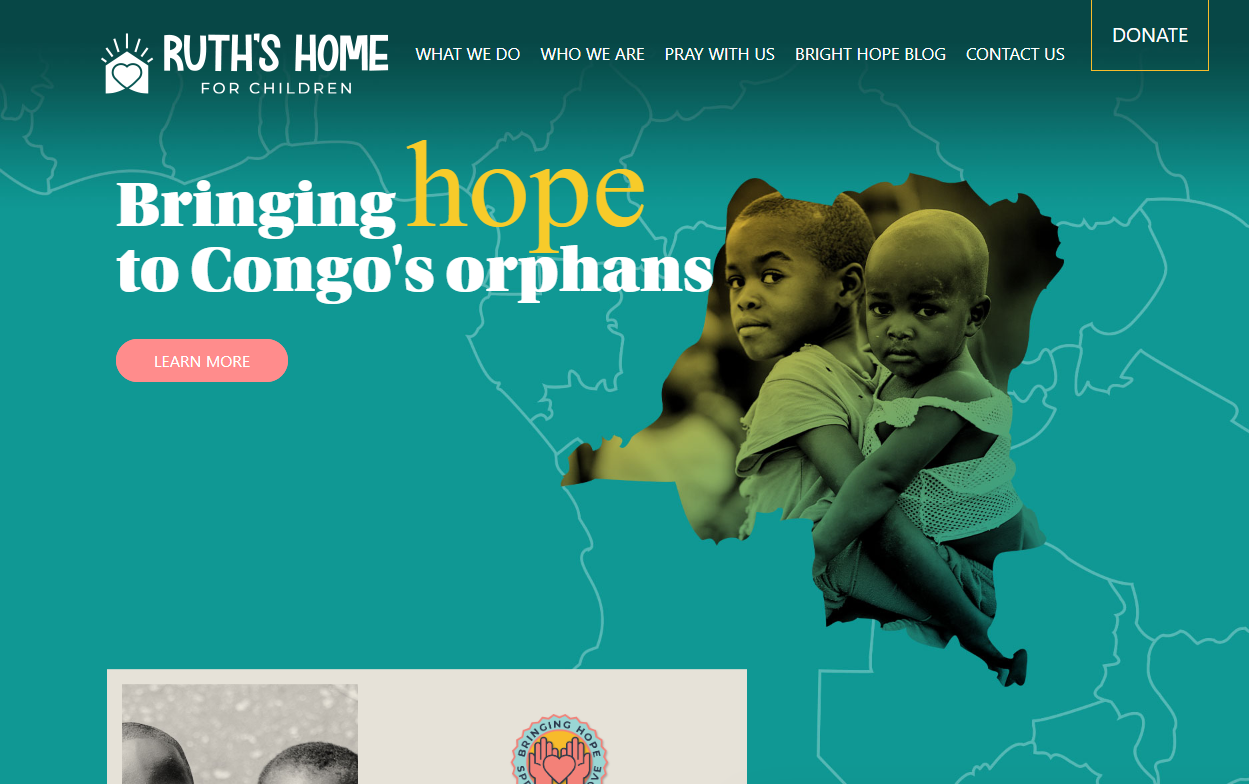 RUTH'S HOME
FOR CHILDREN
WHAT WE DO
WHO WE ARE
PRAY WITH US
BRIGHT HOPE BLOG
CONTACT US
DONATE
Bringing hope
to Congo's orphans
LEARN MORE
BRINGING HOPE